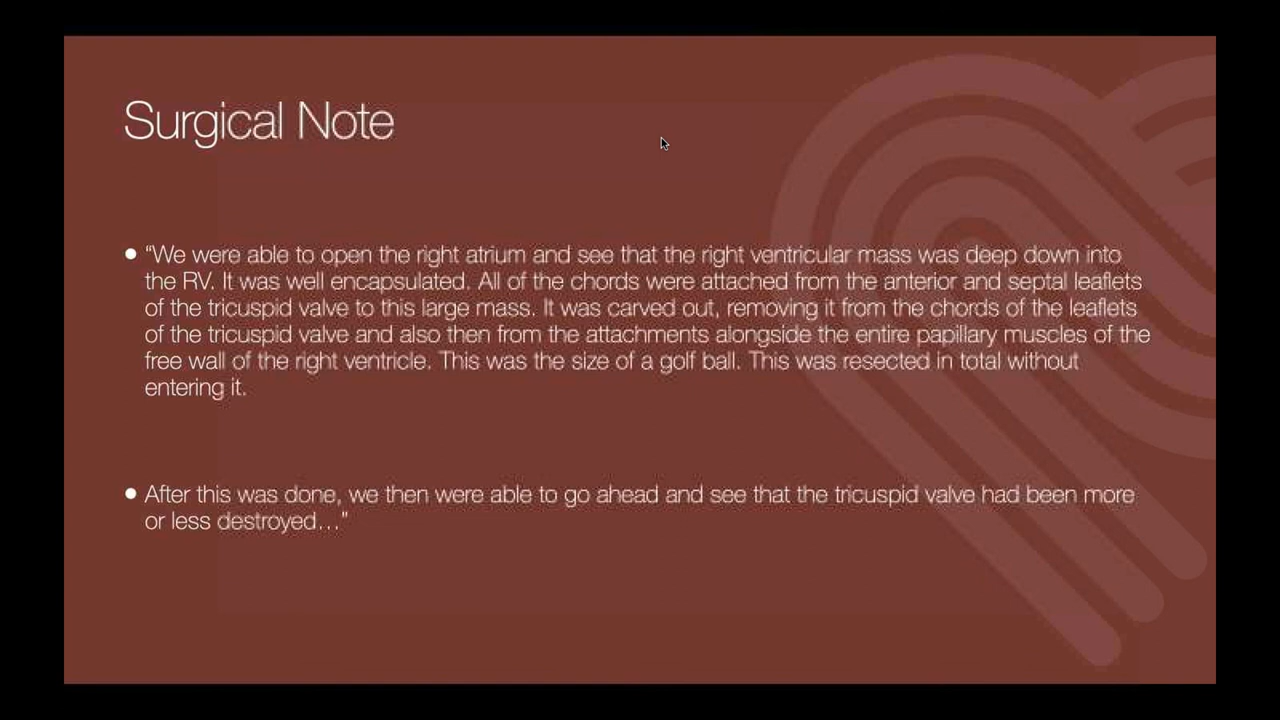 Surgical Note
• “We were able to open the right atrium and see that the right ventricular mass was deep down into
the RV. It was well encapsulated. All of the chords were attached from the anterior and septal leaflets
of the tricuspid valve to this large mass. It was carved out, removing it from the chords of the leaflets
of the tricuspid valve and also then from the attachments alongside the entire papillary muscles of the
free wall of the right ventricle. This was the size of a golf ball. This was resected in total without
entering it.
• After this was done, we then were able to go ahead and see that the tricuspid valve had been more
or less destroyed…”